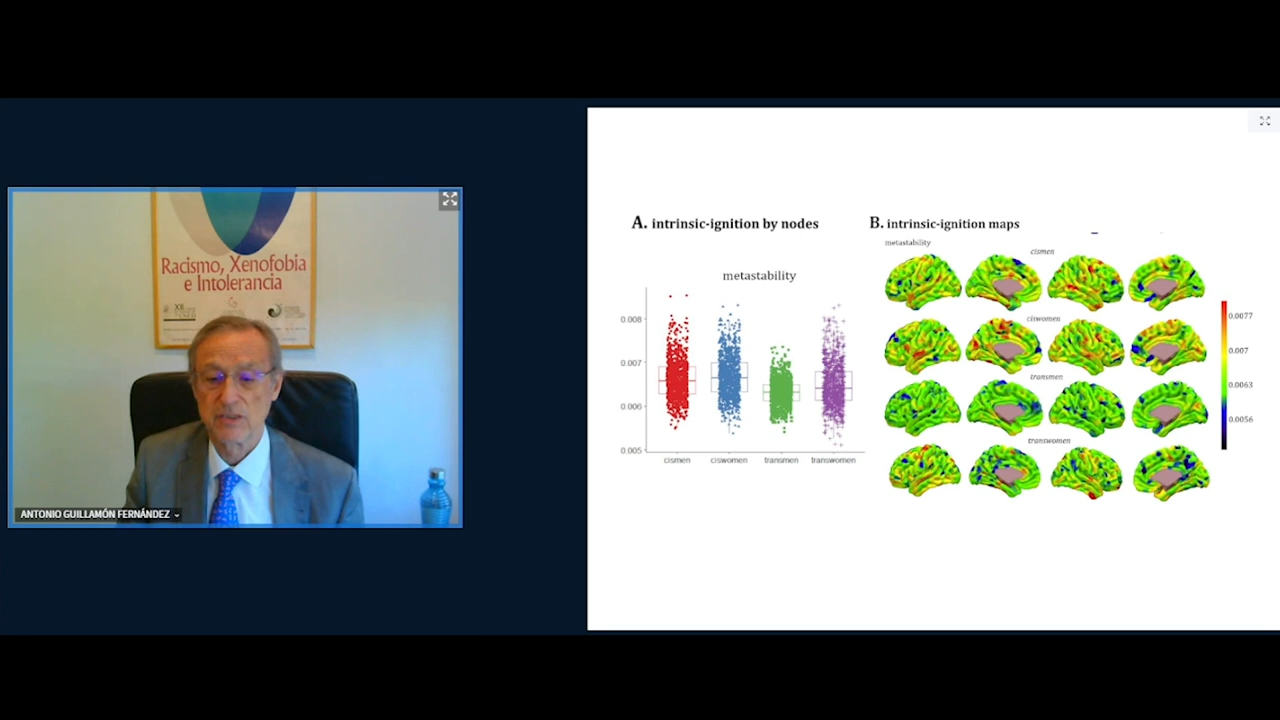 Racismo, Xenofobia
e Intolerancia
XII
ANTONIO GUILLAMÓN FERNÁNDEZ
A. intrinsic-ignition by nodes
metastability
0.008
0.007
0.006
0.005
cismen
ciswomen
transmen
transwomen
B. intrinsic-ignition maps
metastability
cismen
ciswomen
transmen
transwomen
0.0077
0.007
0.0063
0.0056